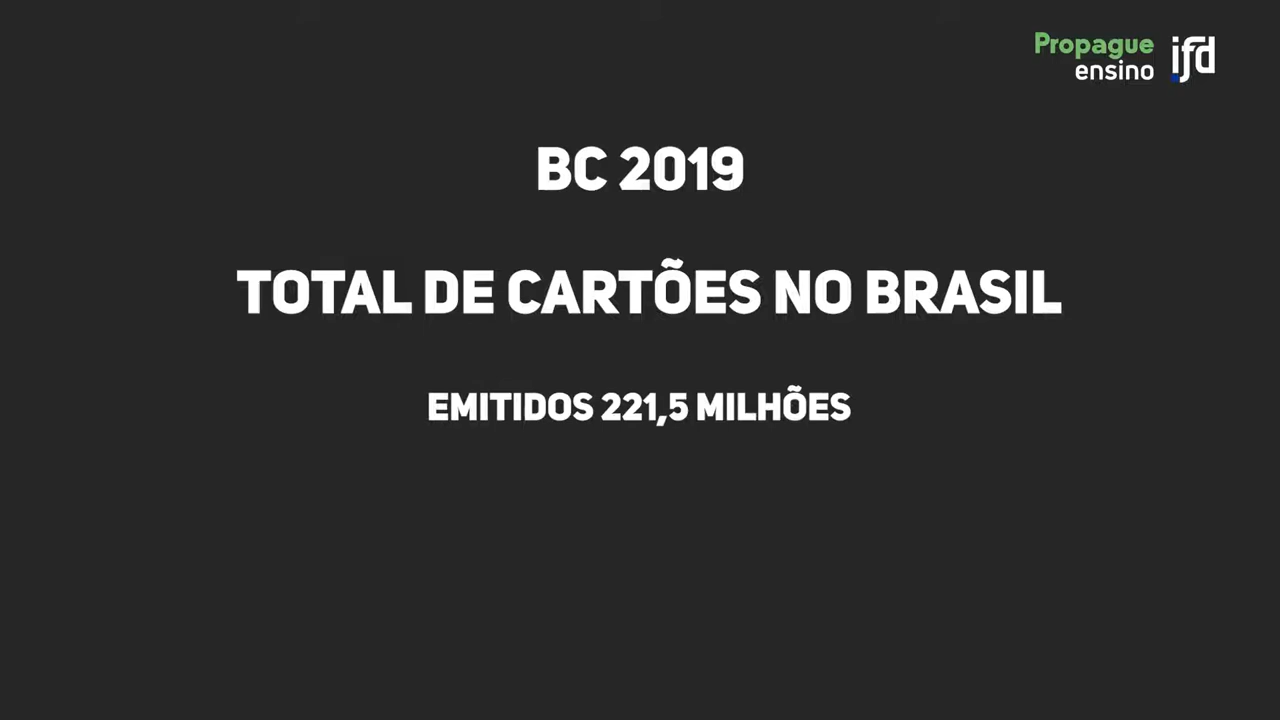 Propague
ensino
ifd
BC 2019
TOTAL DE CARTÕES NO BRASIL
EMITIDOS 221,5 MILHÕES